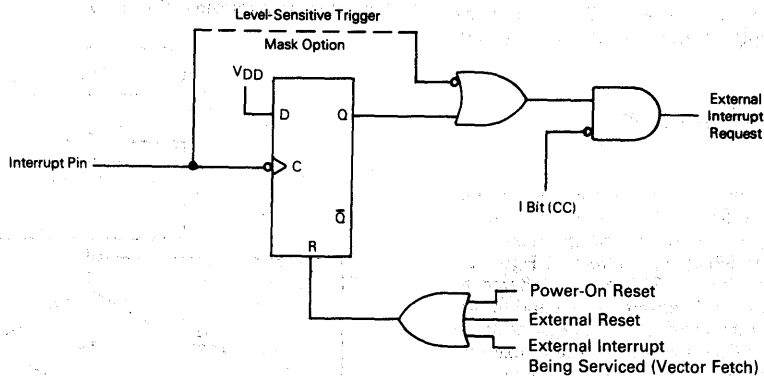 Level-Sensitive Trigger
Mask Option
VDD
D
Q
Interrupt Pin
C
Q̅
R
External
Interrupt
Request
I Bit (CC)
Power-On Reset
External Reset
External Interrupt
Being Serviced (Vector Fetch)